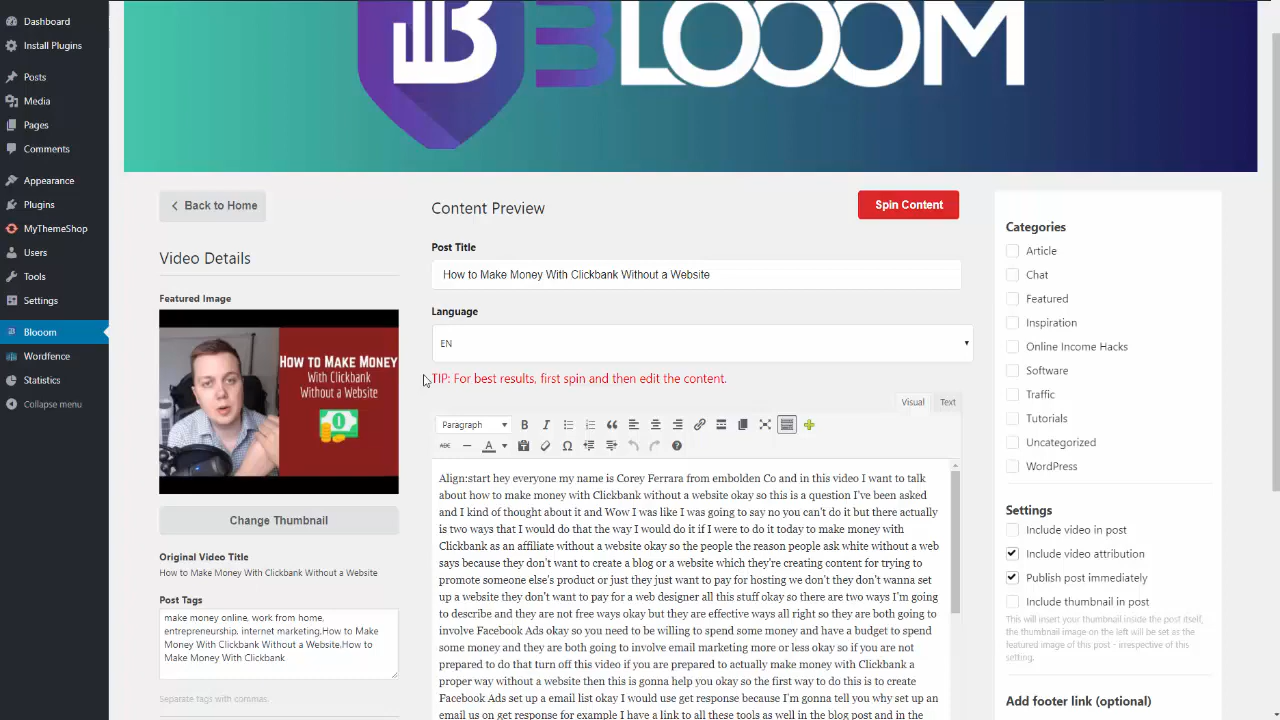 BLOOOM
Dashboard
Install Plugins
Posts
Media
Pages
Comments
Appearance
Plugins
MyThemeShop
Users
Tools
Settings
Blooom
Wordfence
Statistics
Collapse menu
Back to Home
Video Details
Featured Image
HOW TO MAKE MONEY
With Clickbank
Without a Website
Change Thumbnail
Original Video Title
How to Make Money With Clickbank Without a Website
Post Tags
make money online, work from home,
entrepreneurship, internet marketing,How to Make
Money With Clickbank Without a Website.How to
Make Money With Clickbank
Separate tags with commas.
Content Preview
Spin Content
Post Title
How to Make Money With Clickbank Without a Website
Language
EN
TIP: For best results, first spin and then edit the content.
Visual
Text
Paragraph
Align:start hey everyone my name is Corey Ferrara from embolden Co and in this video I want to talk
about how to make money with Clickbank without a website okay so this is a question I've been asked
and I kind of thought about it and Wow I was like I was going to say no you can't do it but there actually
is two ways that I would do that the way I would do it if I were to do it today to make money with
Clickbank as an affiliate without a website okay so the people the reason people ask white without a web
says because they don't want to create a blog or a website which they're creating content for trying to
promote someone else's product or just they just want to pay for hosting we don't they don't wanna set
up a website they don't want to pay for a web designer all this stuff okay so there are two ways I'm going
to describe and they are not free ways okay but they are effective ways all right so they are both going to
involve Facebook Ads okay so you need to be willing to spend some money and have a budget to spend
some money and they are both going to involve email marketing more or less okay so if you are not
prepared to do that turn off this video if you are prepared to actually make money with Clickbank a
proper way without a website then this is gonna help you okay so the first way to do this is to create
Facebook Ads set up a email list okay I would use get response because I'm gonna tell you why set up an
email us on get response for example I have a link to all these tools as well in the blog post and in the
Categories
Article
Chat
Featured
Inspiration
Online Income Hacks
Software
Traffic
Tutorials
Uncategorized
WordPress
Settings
Include video in post
Include video attribution
Publish post immediately
Include thumbnail in post
This will insert your thumbnail inside the post itself,
the thumbnail image on the left will be set as the
featured image of this post - irrespective of this
setting.
Add footer link (optional)